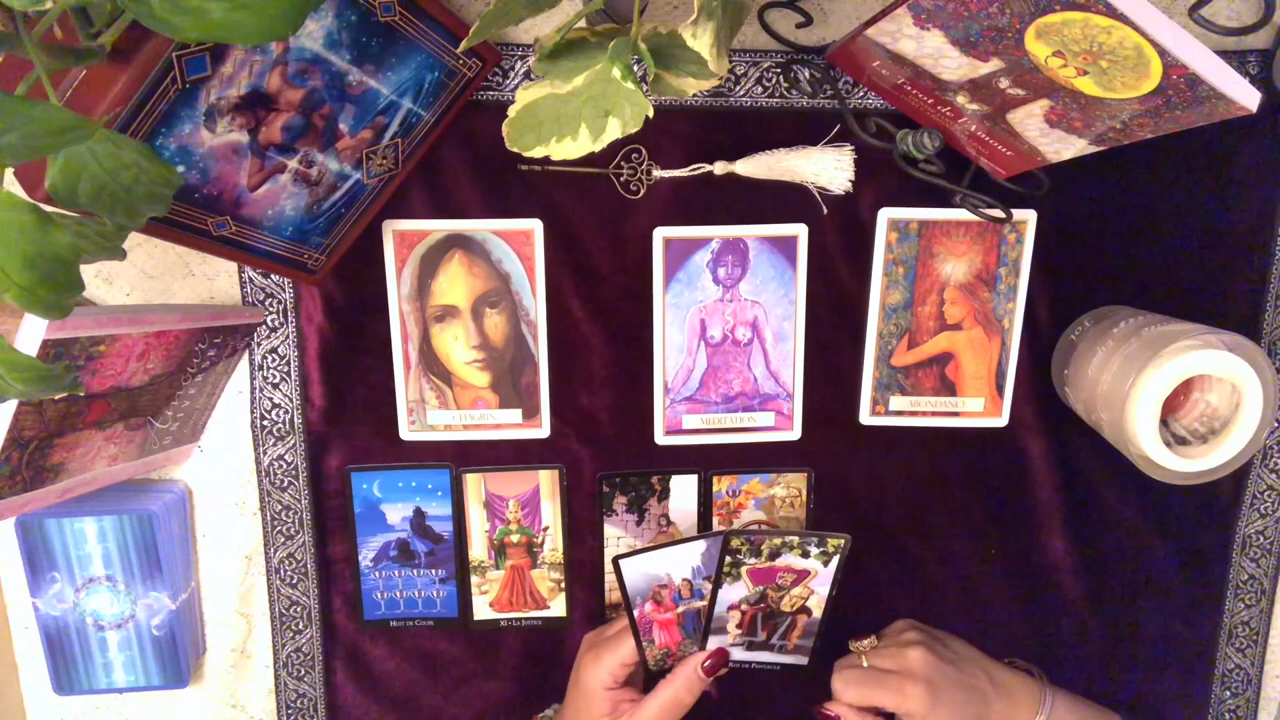 Le Tarot de l'Amour
CHAGRIN
MEDITATION
ABONDANCE
HUIT DE COUPE
XI • LA JUSTICE
ROI DE PENTACLE